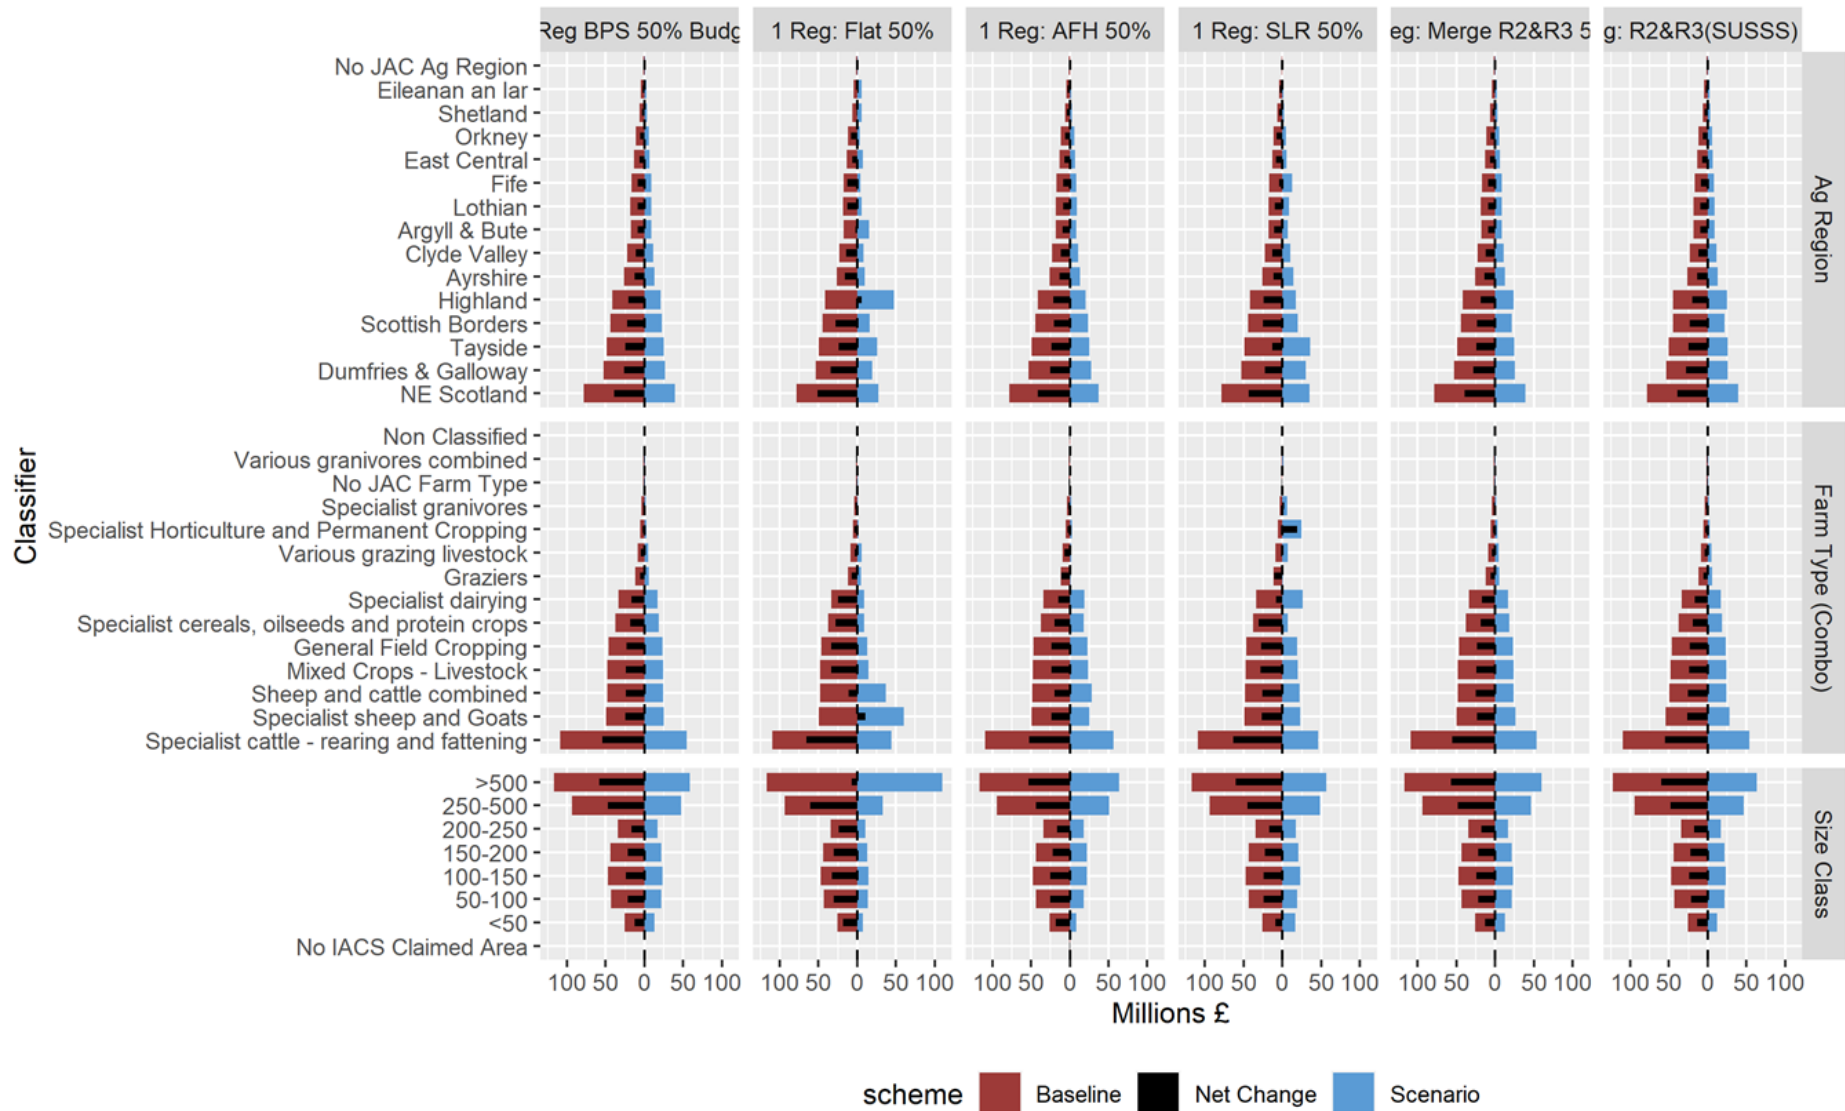 Reg BPS 50% Budg
1 Reg: Flat 50%
1 Reg: AFH 50%
1 Reg: SLR 50%
eg: Merge R2&R3 5
g: R2&R3(SUSSS)
Classifier
No JAC Ag Region
Eileanan an Iar
Shetland
Orkney
East Central
Fife
Lothian
Argyll & Bute
Clyde Valley
Ayrshire
Highland
Scottish Borders
Tayside
Dumfries & Galloway
NE Scotland
Ag Region
Non Classified
Various granivores combined
No JAC Farm Type
Specialist granivores
Specialist Horticulture and Permanent Cropping
Various grazing livestock
Graziers
Specialist dairying
Specialist cereals, oilseeds and protein crops
General Field Cropping
Mixed Crops - Livestock
Sheep and cattle combined
Specialist sheep and Goats
Specialist cattle - rearing and fattening
Farm Type (Combo)
>500
250-500
200-250
150-200
100-150
50-100
<50
No IACS Claimed Area
Size Class
100 50 0 50 100
100 50 0 50 100
100 50 0 50 100
100 50 0 50 100
100 50 0 50 100
100 50 0 50 100
Millions £
scheme
Baseline
Net Change
Scenario